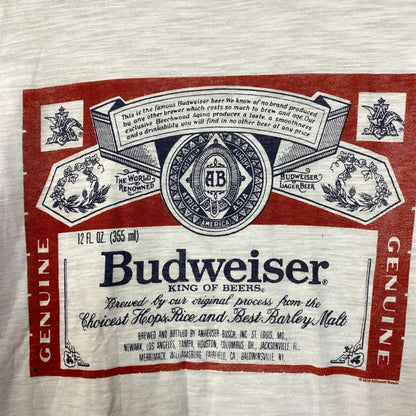 This is the famous Budweiser beer. We know of no brand produced
by any other brewer which costs so much to brew and age. Our
exclusive Beechwood Aging produces a taste, a smoothness
and a drinkability you will find in no other beer at any price.
THE WORLD
RENOWNED
AB
AMERICA
BUDWEISER
LAGER BEER
12 FL. OZ. (355 ml)
Budweiser®
KING OF BEERS®
Brewed by our original process from the
Choicest Hops, Rice and Best Barley Malt
BREWED AND BOTTLED BY ANHEUSER-BUSCH, INC. ST. LOUIS, MO.,
NEWARK, LOS ANGELES, TAMPA, HOUSTON, COLUMBUS, OH., JACKSONVILLE, FL.,
MERRIMACK, WILLIAMSBURG, FAIRFIELD, CA., BALDWINSVILLE, NY.
GENUINE
GENUINE